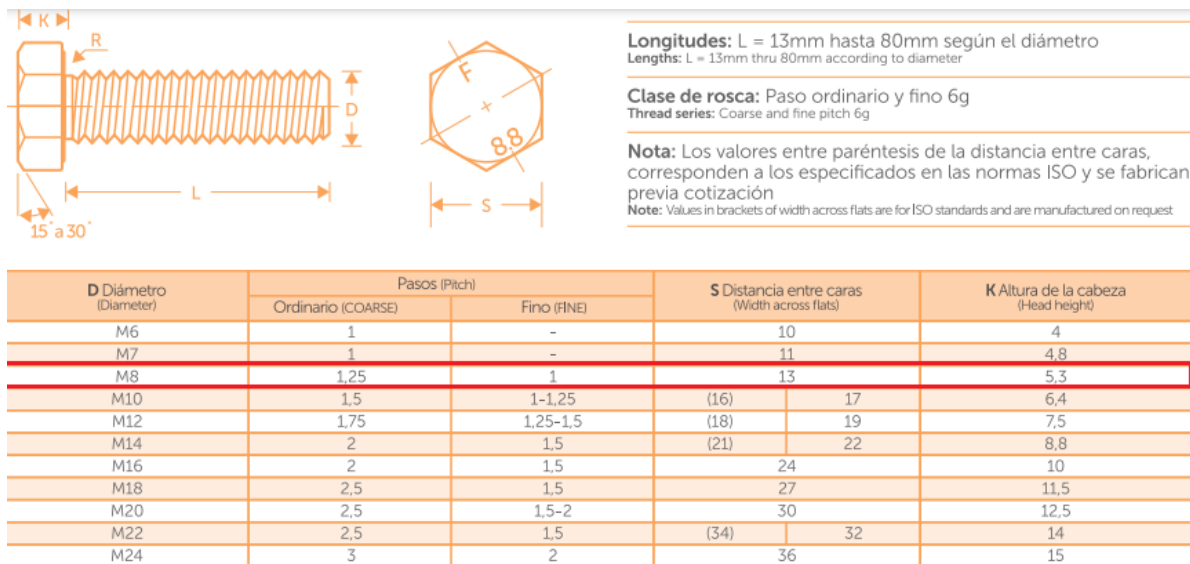 K
R
D
L
15° a 30°
F
8.8
S
Longitudes: L = 13mm hasta 80mm según el diámetro
Lengths: L = 13mm thru 80mm according to diameter
Clase de rosca: Paso ordinario y fino 6g
Thread series: Coarse and fine pitch 6g
Nota: Los valores entre paréntesis de la distancia entre caras,
corresponden a los especificados en las normas ISO y se fabrican
previa cotización
Note: Values in brackets of width across flats are for ISO standards and are manufactured on request
D Diámetro
(Diameter)
Pasos (Pitch)
Ordinario (COARSE)
Fino (FINE)
S Distancia entre caras
(Width across flats)
K Altura de la cabeza
(Head height)
M6 1 - 10 4
M7 1 - 11 4,8
M8 1,25 1 13 5,3
M10 1,5 1-1,25 (16) 17 6,4
M12 1,75 1,25-1,5 (18) 19 7,5
M14 2 1,5 (21) 22 8,8
M16 2 1,5 24 10
M18 2,5 1,5 27 11,5
M20 2,5 1,5-2 30 12,5
M22 2,5 1,5 (34) 32 14
M24 3 2 36 15